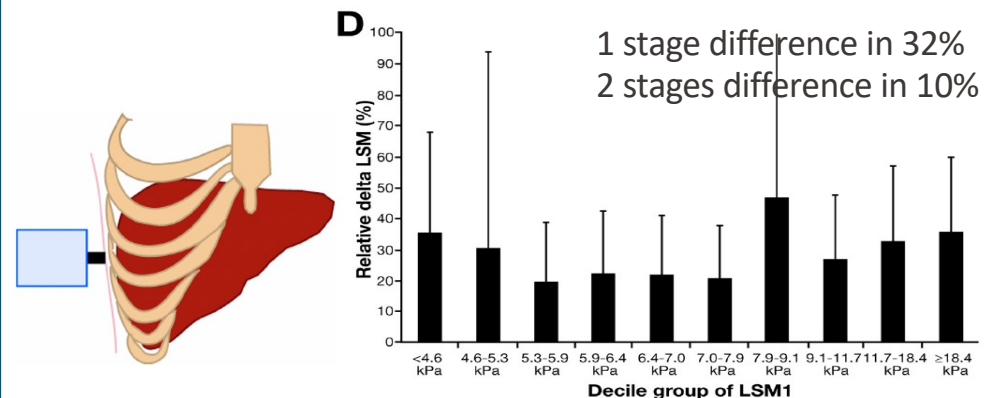 D
1 stage difference in 32%
2 stages difference in 10%
Relative delta LSM (%)
100
90
80
70
60
50
40
30
20
10
0
<4.6 4.6-5.3 5.3-5.9 5.9-6.4 6.4-7.0 7.0-7.9 7.9-9.1 9.1-11.7 11.7-18.4 ≥18.4
kPa kPa kPa kPa kPa kPa kPa kPa kPa kPa
Decile group of LSM1